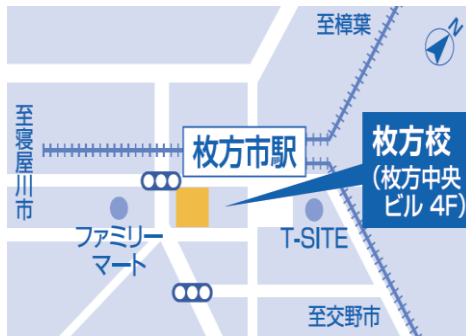 至樟葉
N
至寝屋川市
枚方市駅
枚方校
(枚方中央
ビル 4F)
ファミリー
マート
T-SITE
至交野市